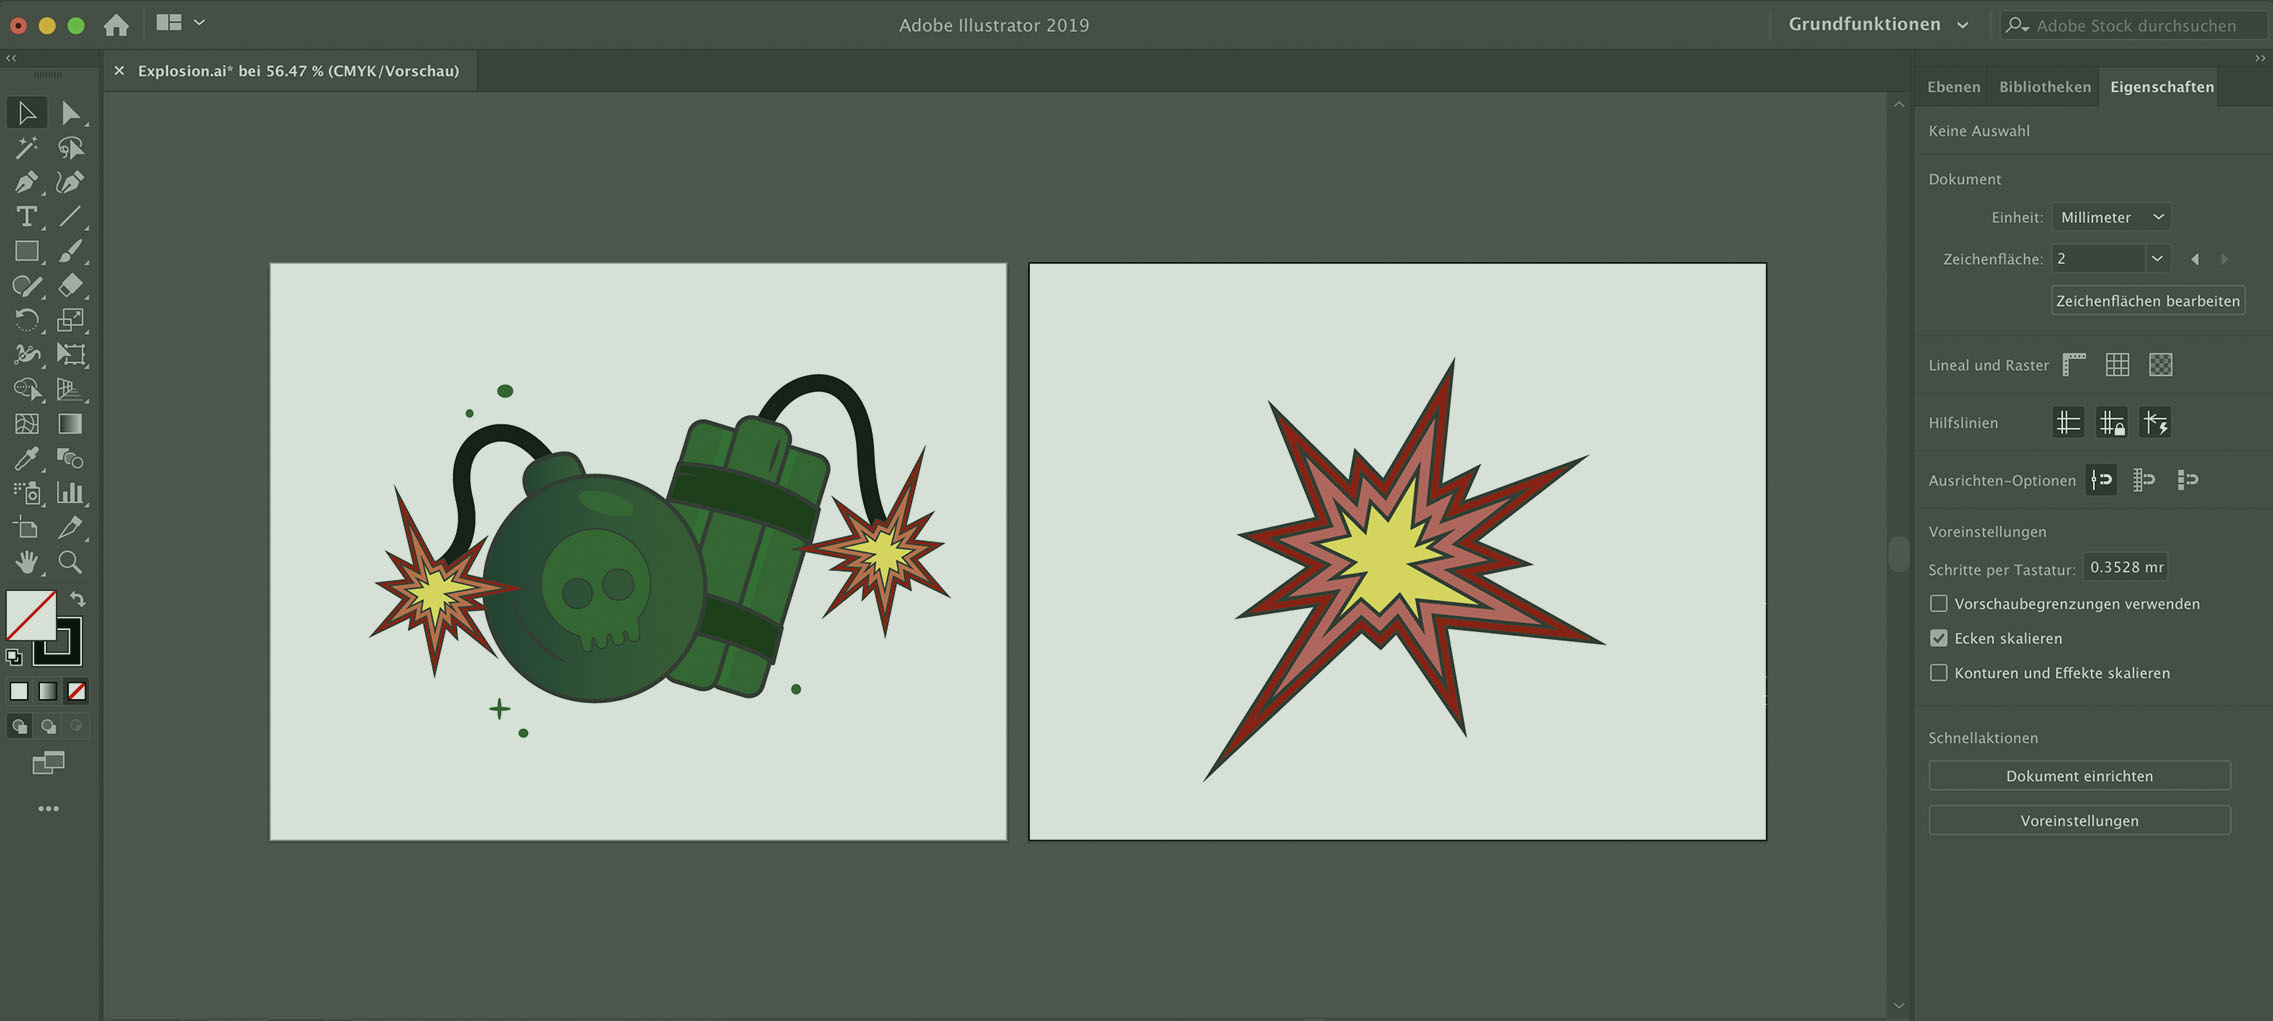 Adobe Illustrator 2019
Grundfunktionen
Adobe Stock durchsuchen
Explosion.ai* bei 56.47 % (CMYK/Vorschau)
Ebenen Bibliotheken Eigenschaften
Keine Auswahl
Dokument
Einheit: Millimeter
Zeichenfläche: 2
Zeichenflächen bearbeiten
Lineal und Raster
Hilfslinien
Ausrichten-Optionen
Voreinstellungen
Schritte per Tastatur: 0.3528 mr
Vorschaubegrenzungen verwenden
Ecken skalieren
Konturen und Effekte skalieren
Schnellaktionen
Dokument einrichten
Voreinstellungen